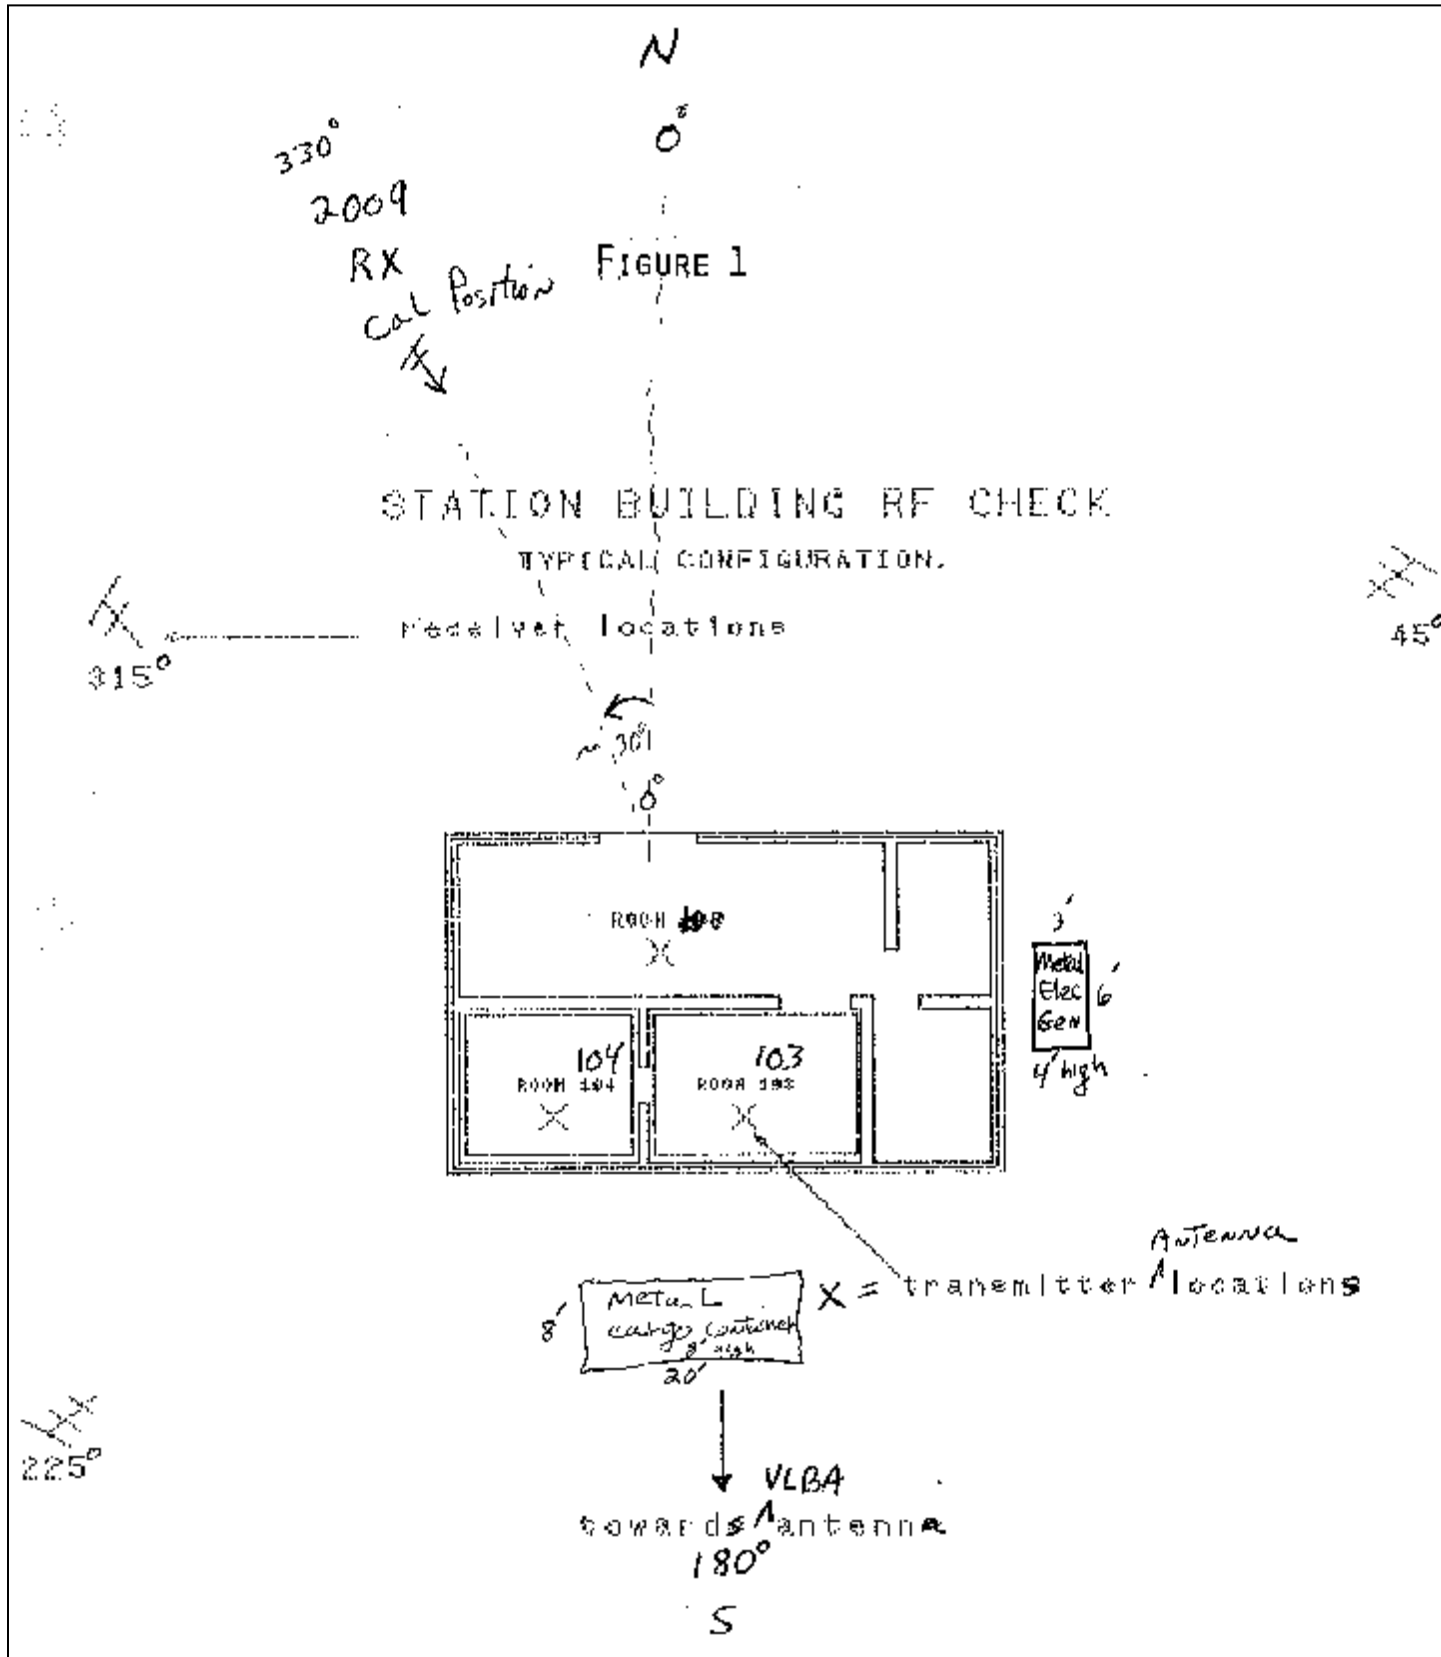 N
0°
330°
2009
RX
Cal Position
FIGURE 1
STATION BUILDING RF CHECK
TYPICAL CONFIGURATION.
receiver locations
315°
45°
~ 30°
0°
ROOM
3'
Metal
Elec
Gen
6'
4' high
104
ROOM 104
103
ROOM
ANTENNA
X = transmitter ^ locations
Metal
cargo container
8' high
8'
20'
225°
VLBA
towards ^ antenna
180°
S